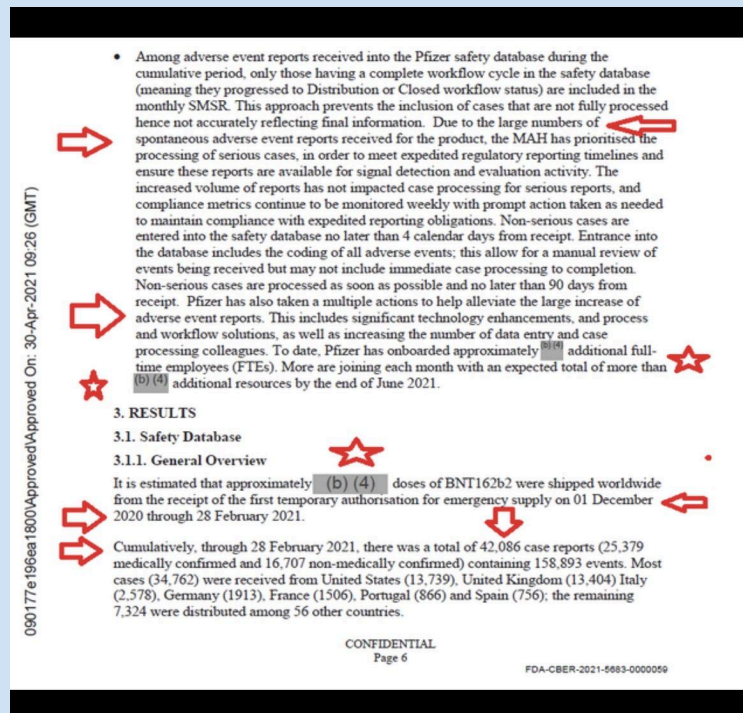 • Among adverse event reports received into the Pfizer safety database during the
cumulative period, only those having a complete workflow cycle in the safety database
(meaning they progressed to Distribution or Closed workflow status) are included in the
monthly SMSR. This approach prevents the inclusion of cases that are not fully processed
hence not accurately reflecting final information. Due to the large numbers of
spontaneous adverse event reports received for the product, the MAH has prioritised the
processing of serious cases, in order to meet expedited regulatory reporting timelines and
ensure these reports are available for signal detection and evaluation activity. The
increased volume of reports has not impacted case processing for serious reports, and
compliance metrics continue to be monitored weekly with prompt action taken as needed
to maintain compliance with expedited reporting obligations. Non-serious cases are
entered into the safety database no later than 4 calendar days from receipt. Entrance into
the database includes the coding of all adverse events; this allow for a manual review of
events being received but may not include immediate case processing to completion.
Non-serious cases are processed as soon as possible and no later than 90 days from
receipt. Pfizer has also taken a multiple actions to help alleviate the large increase of
adverse event reports. This includes significant technology enhancements, and process
and workflow solutions, as well as increasing the number of data entry and case
processing colleagues. To date, Pfizer has onboarded approximately (b) (4) additional full-
time employees (FTEs). More are joining each month with an expected total of more than
(b) (4) additional resources by the end of June 2021.
3. RESULTS
3.1. Safety Database
3.1.1. General Overview
It is estimated that approximately (b) (4) doses of BNT162b2 were shipped worldwide
from the receipt of the first temporary authorisation for emergency supply on 01 December
2020 through 28 February 2021.
Cumulatively, through 28 February 2021, there was a total of 42,086 case reports (25,379
medically confirmed and 16,707 non-medically confirmed) containing 158,893 events. Most
cases (34,762) were received from United States (13,739), United Kingdom (13,404) Italy
(2,578), Germany (1913), France (1506), Portugal (866) and Spain (756); the remaining
7,324 were distributed among 56 other countries.
CONFIDENTIAL
Page 6
FDA-CBER-2021-5683-0000059
090177e196ea1800\Approved\Approved On: 30-Apr-2021 09:26 (GMT)